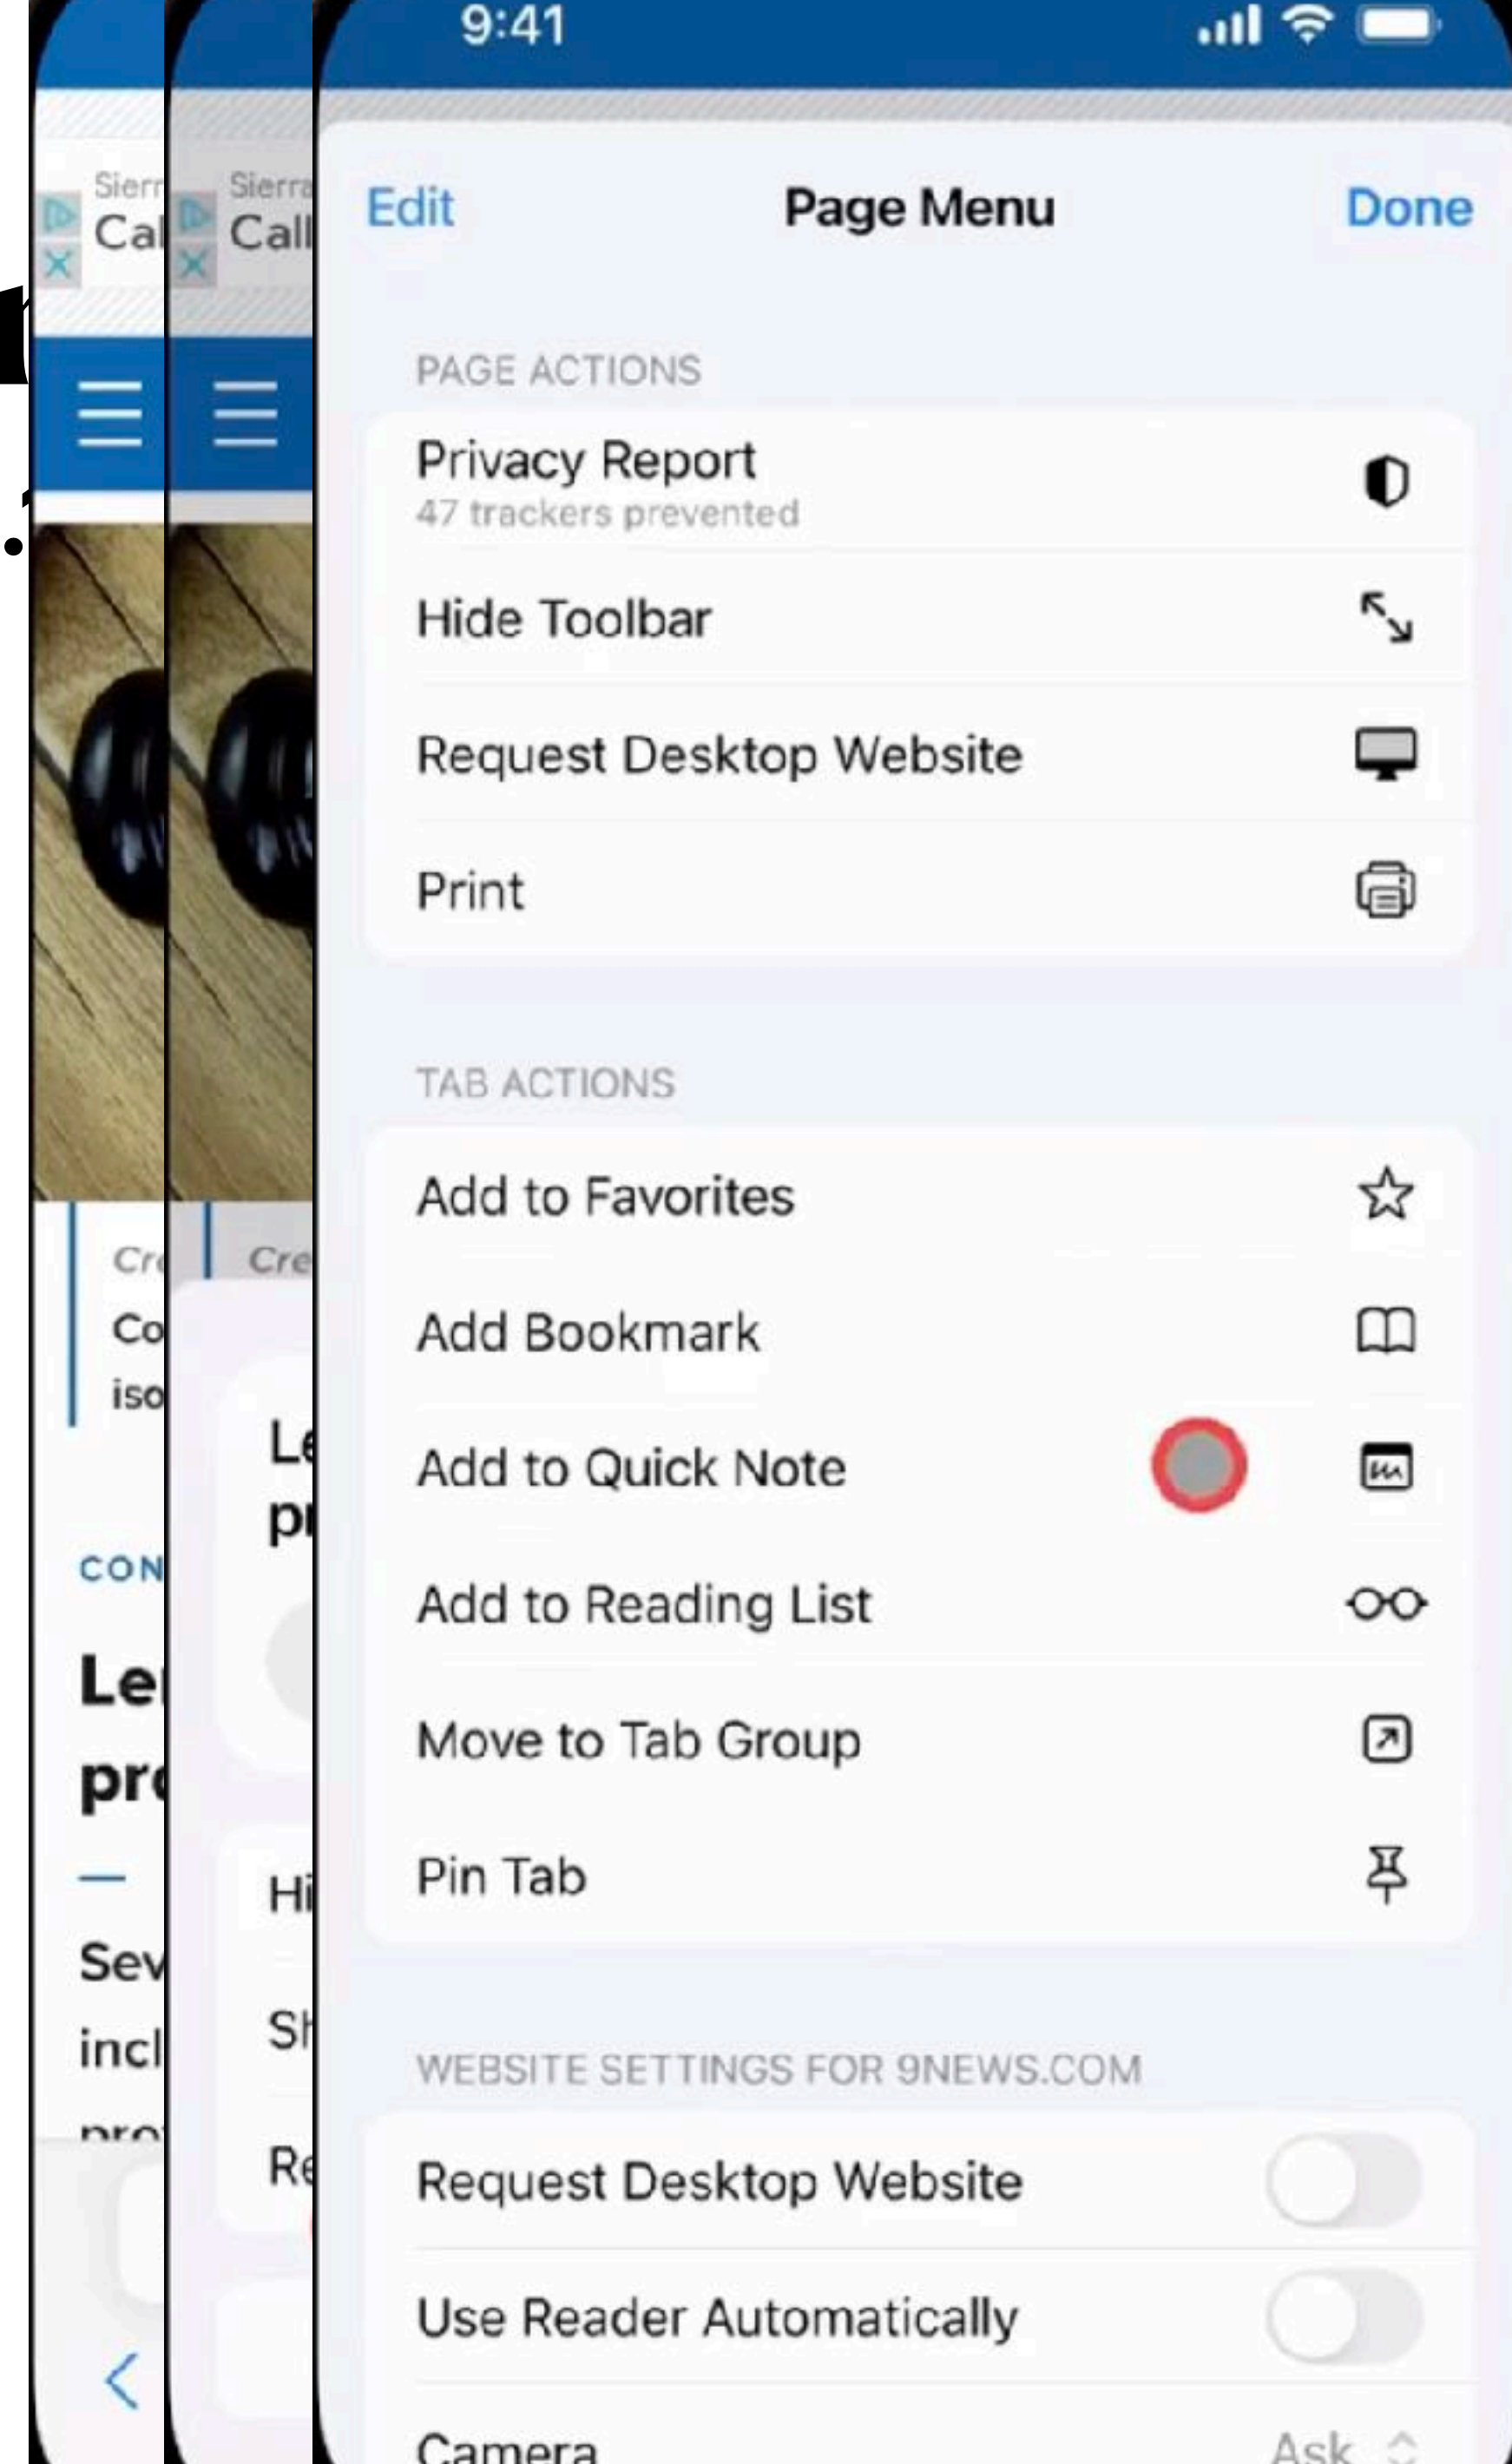 9:41
Edit
Page Menu
Done
PAGE ACTIONS
Privacy Report
47 trackers prevented
Hide Toolbar
Request Desktop Website
Print
TAB ACTIONS
Add to Favorites
Add Bookmark
Add to Quick Note
Add to Reading List
Move to Tab Group
Pin Tab
WEBSITE SETTINGS FOR 9NEWS.COM
Request Desktop Website
Use Reader Automatically
Camera
Ask